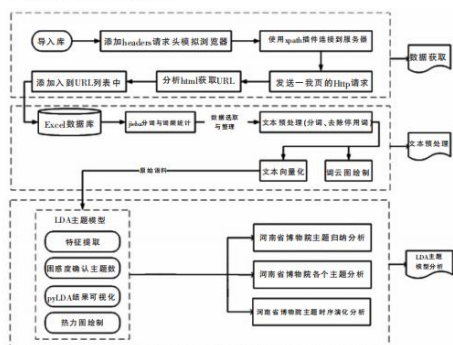 导入库
添加headers请求头模拟浏览器
使用xpath插件连接到服务器
数据获取
添加入到URL列表中
分析html获取URL
发送一我页的Http请求
Excel数据库
jieba分词与词频统计
数据选取
与整理
文本预处理(分词、去除停用词)
文本预处理
原始语料
文本向量化
词云图绘制
LDA主题模型
特征提取
困惑度确认主题数
pyLDA结果可视化
热力图绘制
河南省博物院主题归纳分析
河南省博物院各个主题分析
河南省博物院主题时序演化分析
LDA主题
模型分析